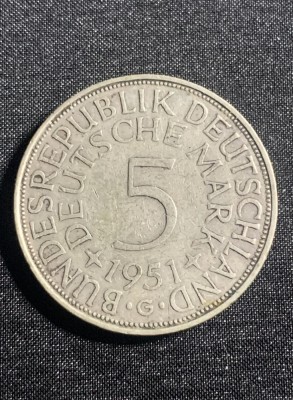 BUNDESREPUBLIK DEUTSCHLAND
DEUTSCHE MARK
5
1951
G